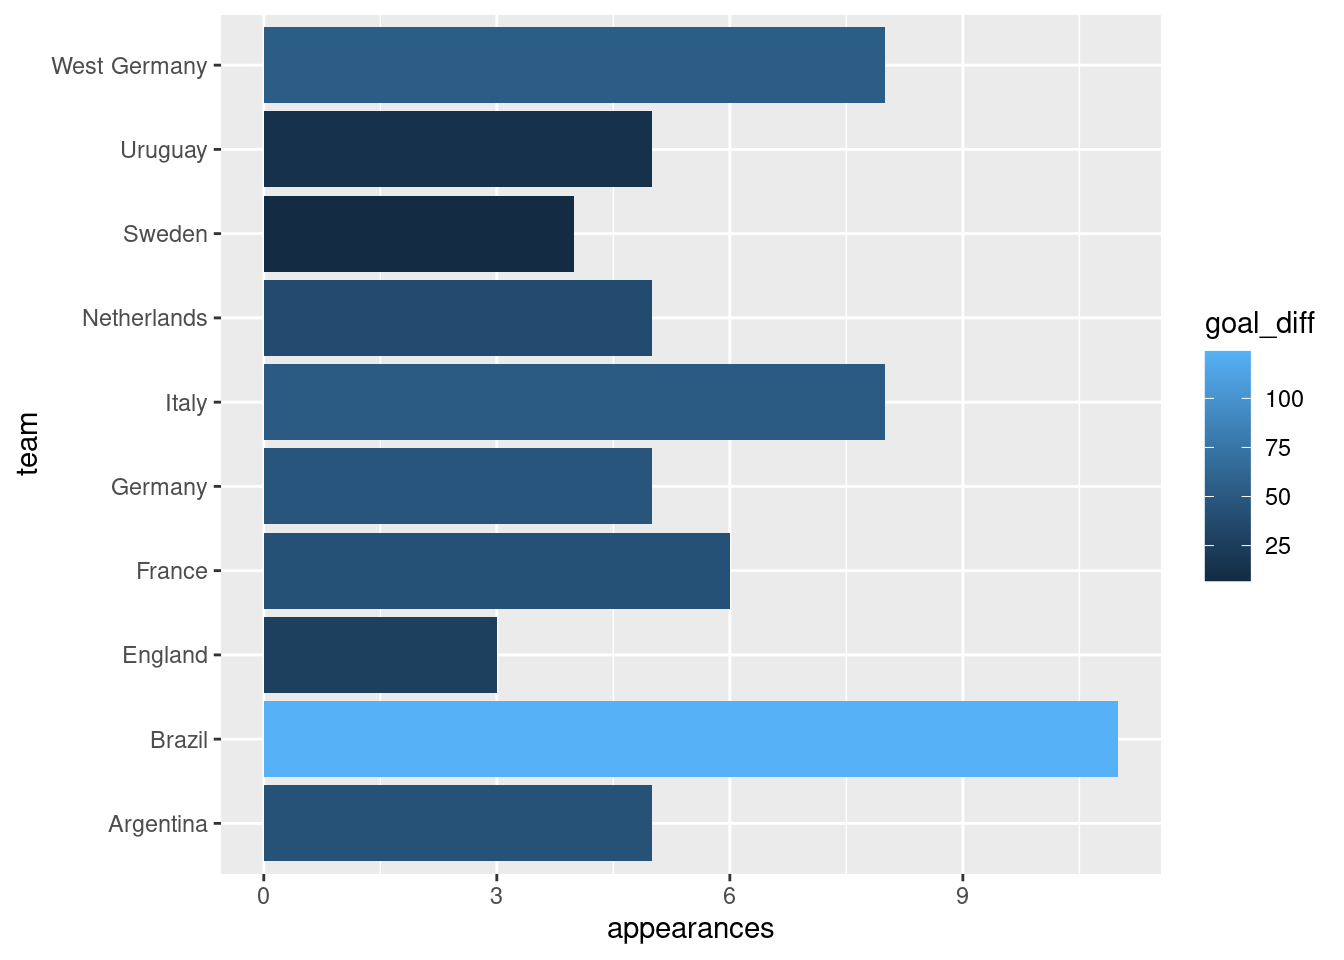 West Germany
Uruguay
Sweden
Netherlands
Italy
Germany
France
England
Brazil
Argentina
team
0 3 6 9
appearances
goal_diff
100
75
50
25